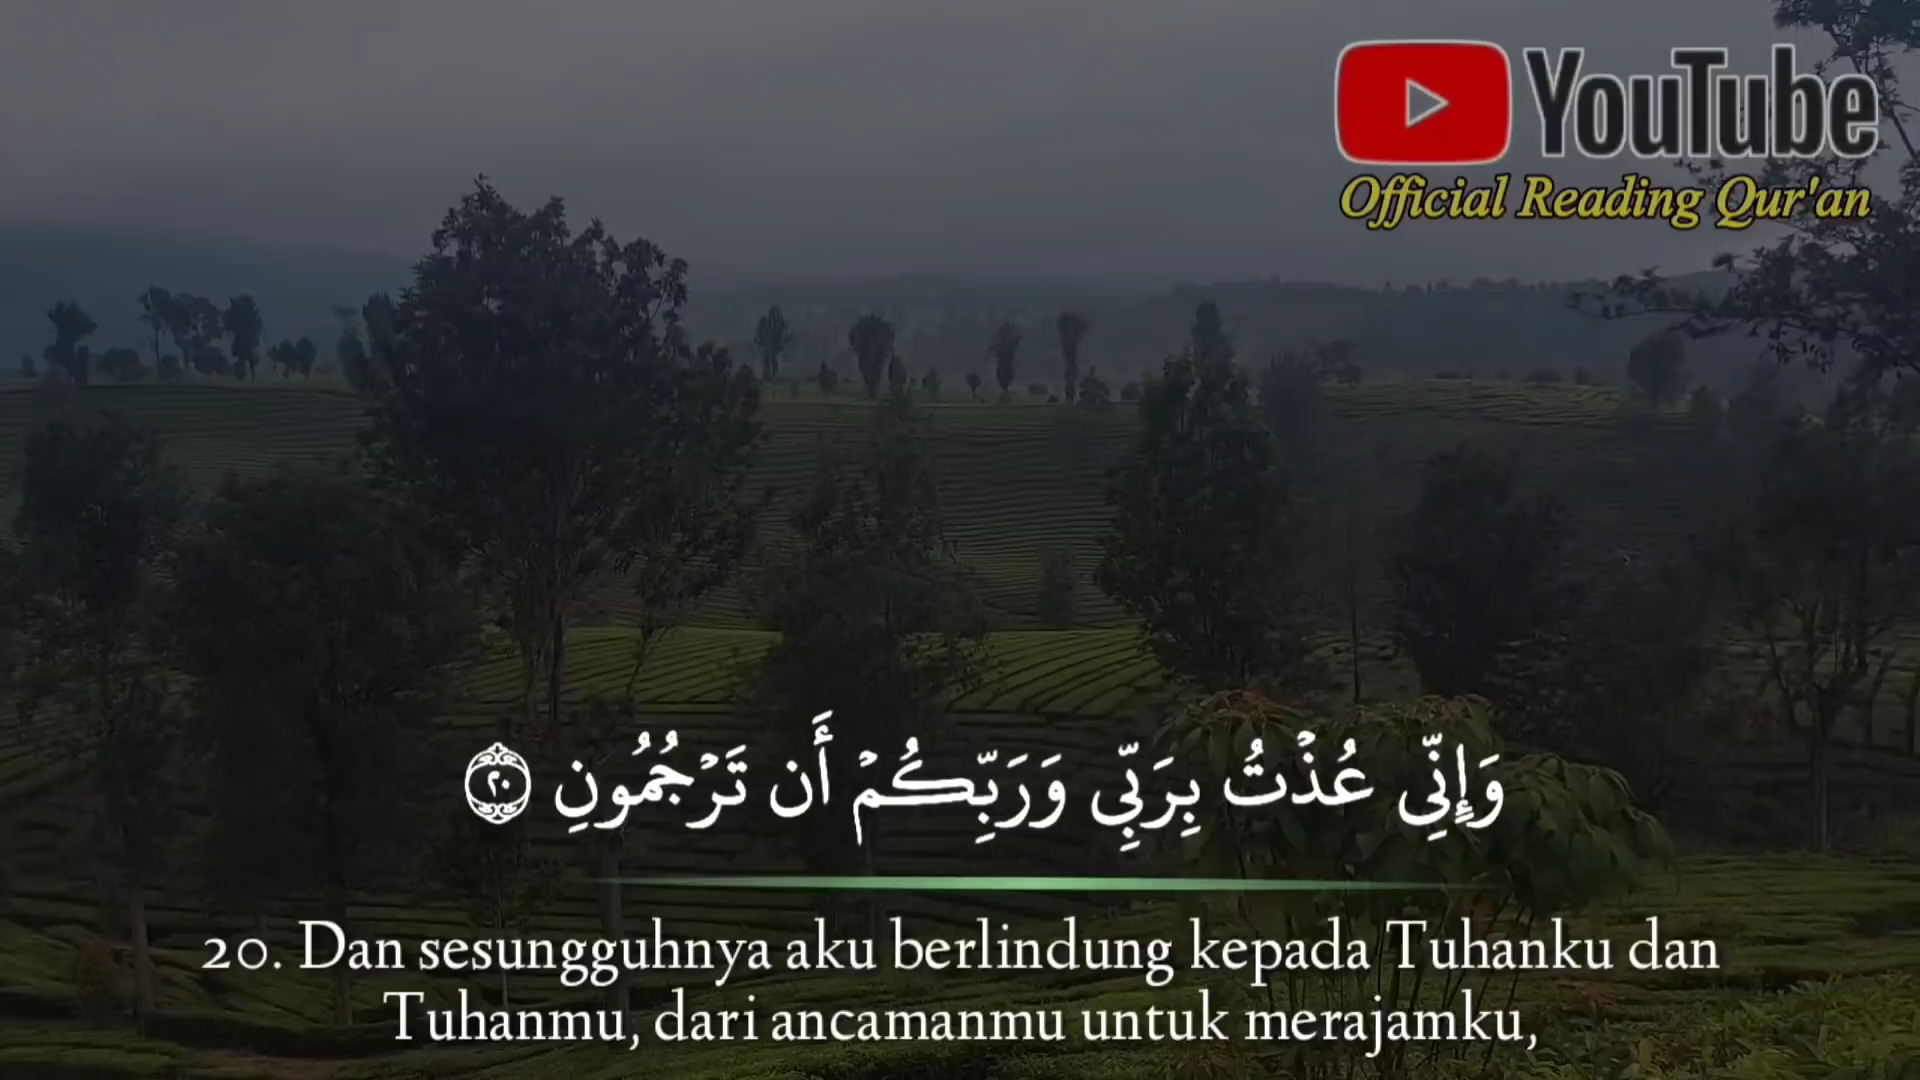 YouTube
Official Reading Qur'an
وَإِنِّي عُذۡتُ بِرَبِّي وَرَبِّكُمۡ أَن تَرۡجُمُونِ ٢٠
20. Dan sesungguhnya aku berlindung kepada Tuhanku dan
Tuhanmu, dari ancamanmu untuk merajamku,